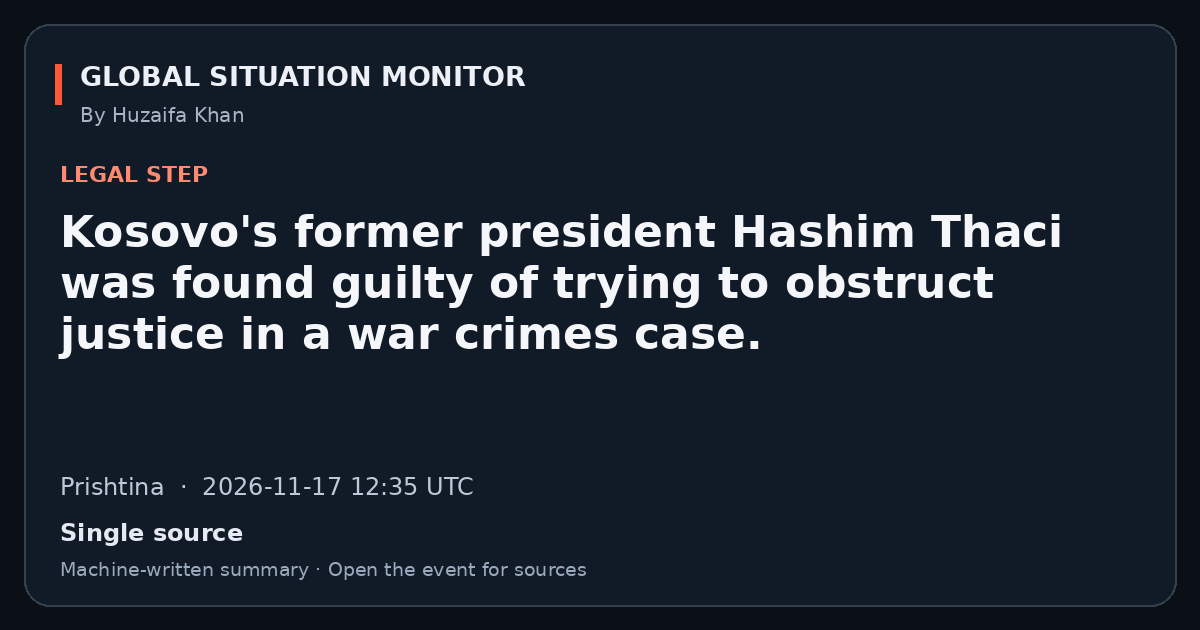 GLOBAL SITUATION MONITOR
By Huzaifa Khan
LEGAL STEP
Kosovo's former president Hashim Thaci
was found guilty of trying to obstruct
justice in a war crimes case.
Prishtina · 2026-11-17 12:35 UTC
Single source
Machine-written summary · Open the event for sources